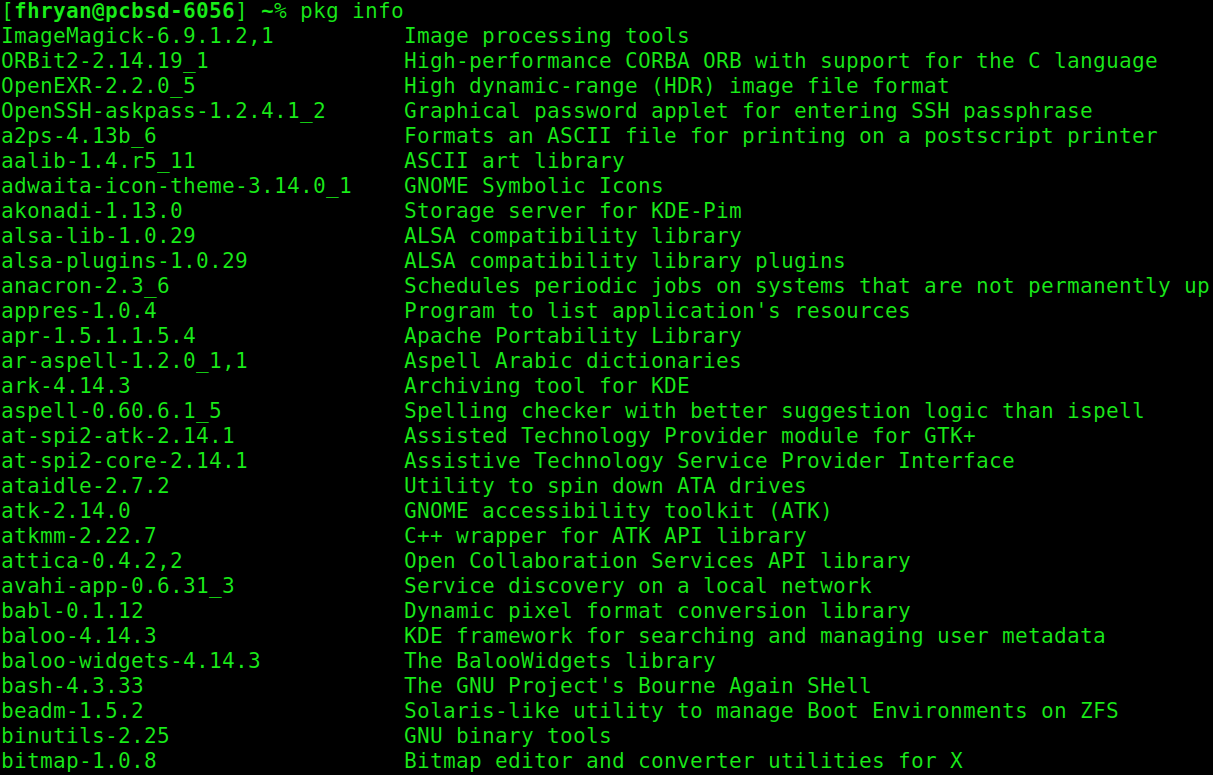 [fhryan@pcbsd-6056] ~% pkg info
ImageMagick-6.9.1.2,1          Image processing tools
ORBit2-2.14.19_1               High-performance CORBA ORB with support for the C language
OpenEXR-2.2.0_5                High dynamic-range (HDR) image file format
OpenSSH-askpass-1.2.4.1_2      Graphical password applet for entering SSH passphrase
a2ps-4.13b_6                   Formats an ASCII file for printing on a postscript printer
aalib-1.4.r5_11                ASCII art library
adwaita-icon-theme-3.14.0_1    GNOME Symbolic Icons
akonadi-1.13.0                 Storage server for KDE-Pim
alsa-lib-1.0.29                ALSA compatibility library
alsa-plugins-1.0.29            ALSA compatibility library plugins
anacron-2.3_6                  Schedules periodic jobs on systems that are not permanently up
appres-1.0.4                   Program to list application's resources
apr-1.5.1.1.5.4                Apache Portability Library
ar-aspell-1.2.0_1,1            Aspell Arabic dictionaries
ark-4.14.3                     Archiving tool for KDE
aspell-0.60.6.1_5              Spelling checker with better suggestion logic than ispell
at-spi2-atk-2.14.1             Assisted Technology Provider module for GTK+
at-spi2-core-2.14.1            Assistive Technology Service Provider Interface
ataidle-2.7.2                  Utility to spin down ATA drives
atk-2.14.0                     GNOME accessibility toolkit (ATK)
atkmm-2.22.7                   C++ wrapper for ATK API library
attica-0.4.2,2                 Open Collaboration Services API library
avahi-app-0.6.31_3             Service discovery on a local network
babl-0.1.12                    Dynamic pixel format conversion library
baloo-4.14.3                   KDE framework for searching and managing user metadata
baloo-widgets-4.14.3           The BalooWidgets library
bash-4.3.33                    The GNU Project's Bourne Again SHell
beadm-1.5.2                    Solaris-like utility to manage Boot Environments on ZFS
binutils-2.25                  GNU binary tools
bitmap-1.0.8                   Bitmap editor and converter utilities for X